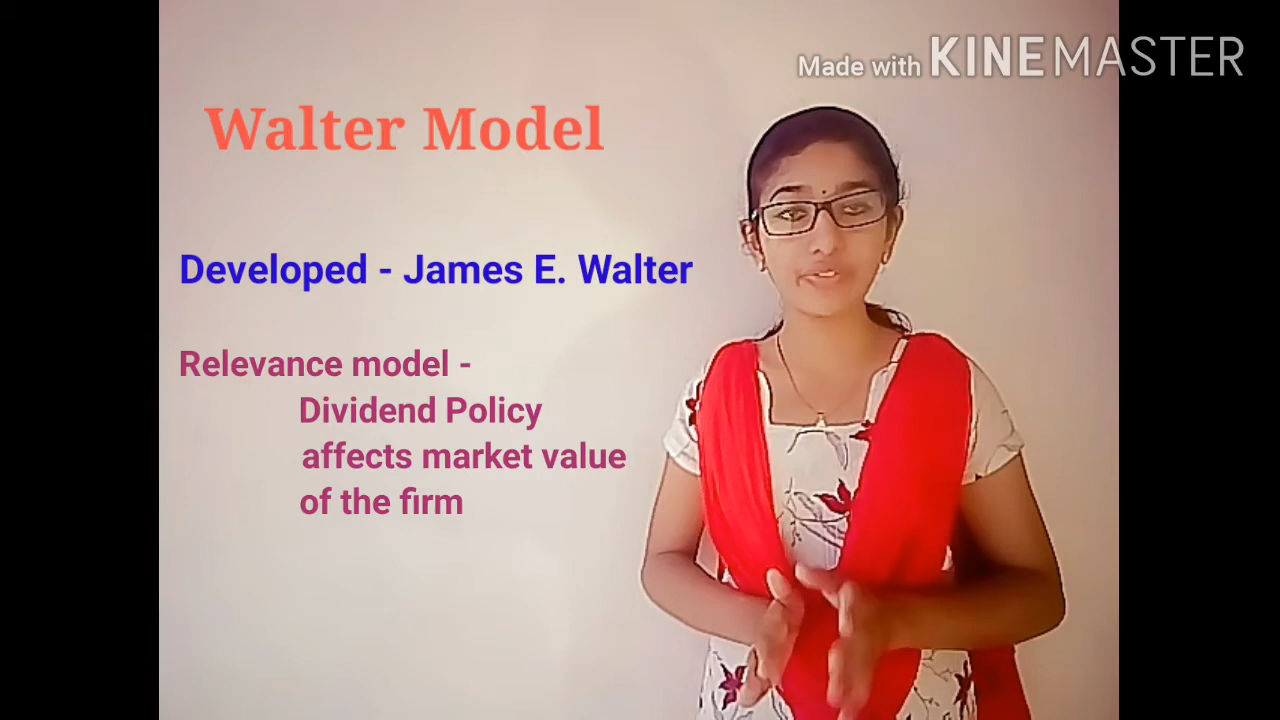 Made with KINEMASTER
Walter Model
Developed - James E. Walter
Relevance model -
Dividend Policy
affects market value
of the firm